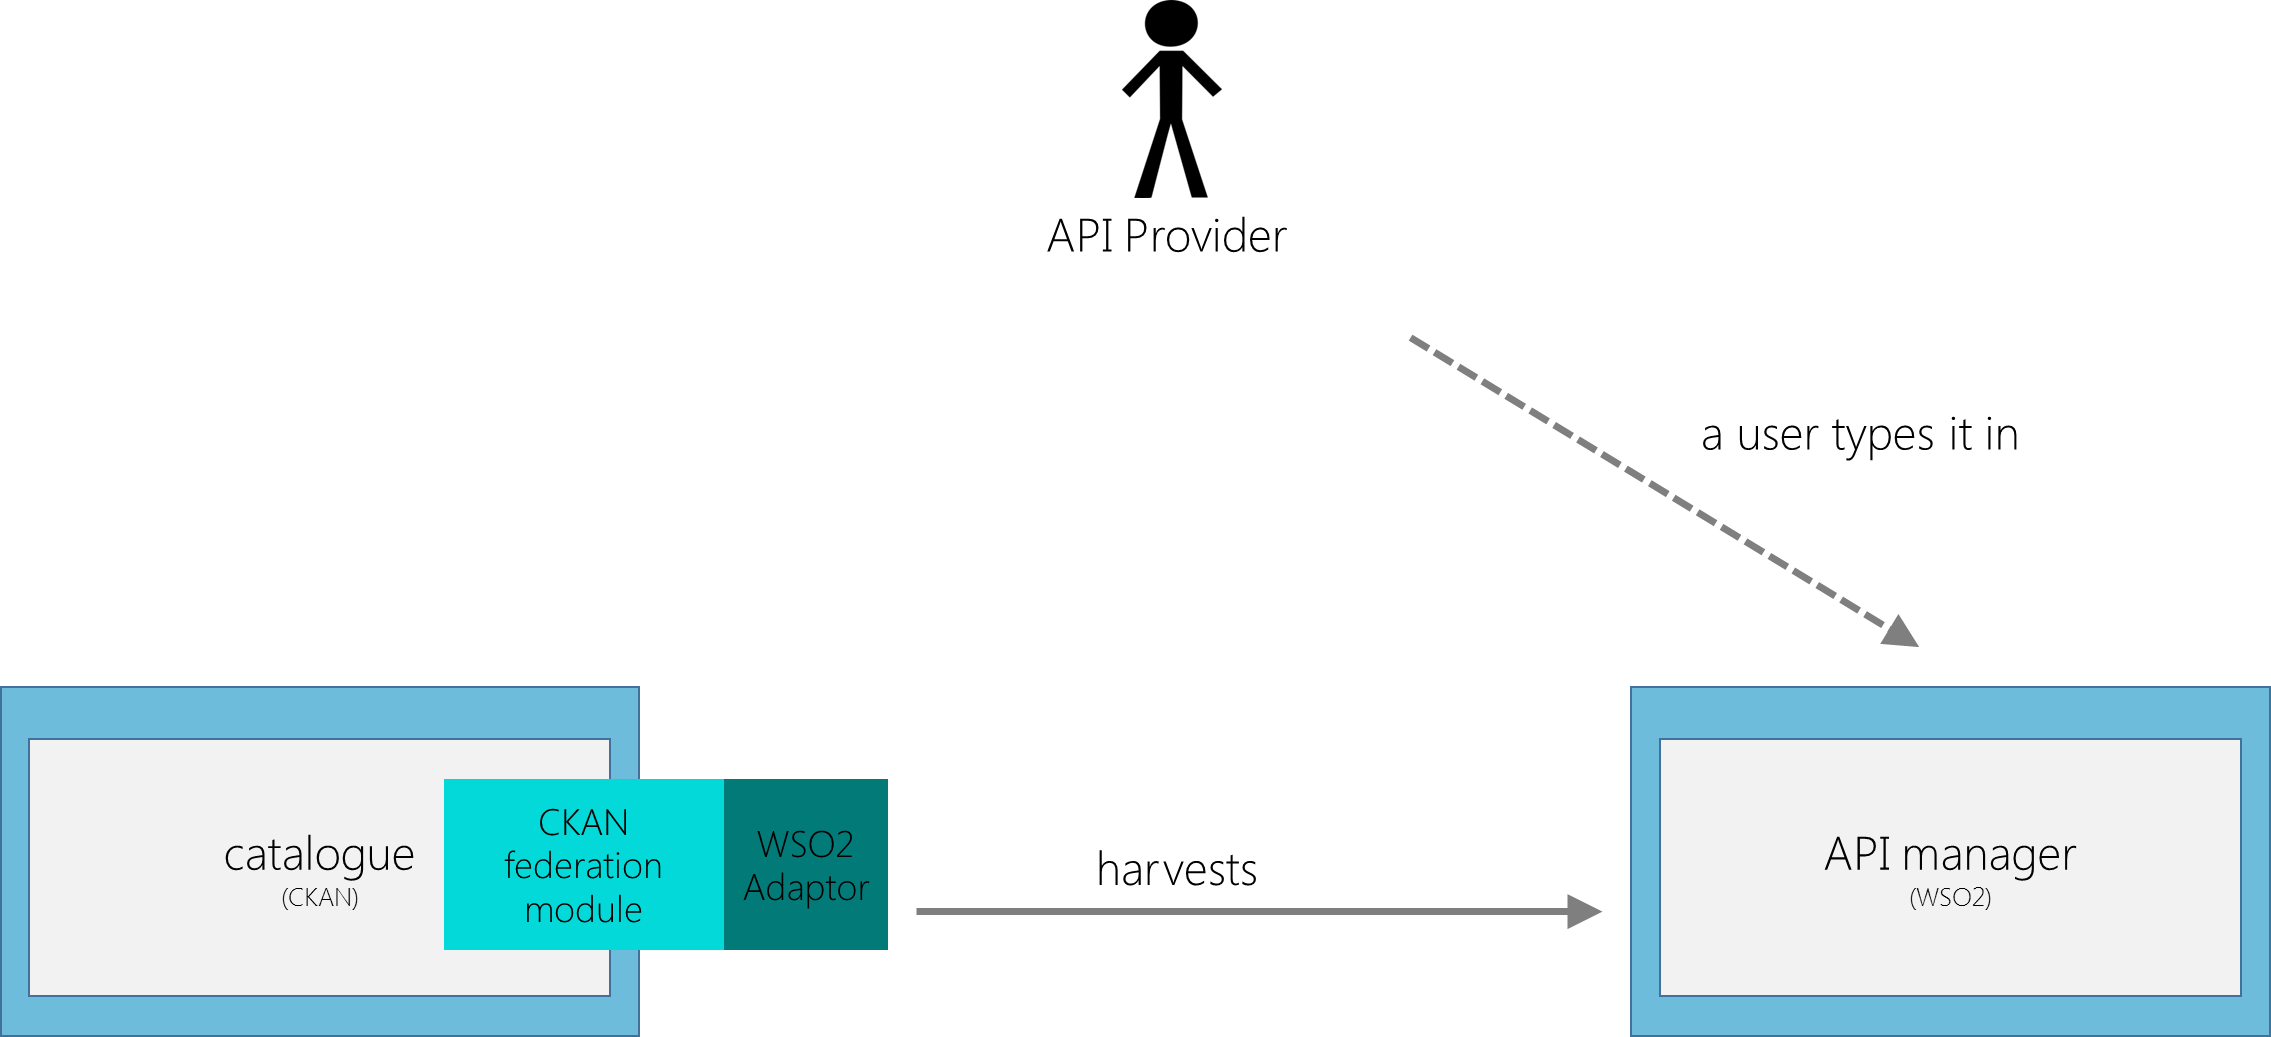 API Provider
a user types it in
catalogue
(CKAN)
CKAN
federation
module
WSO2
Adaptor
harvests
API manager
(WSO2)